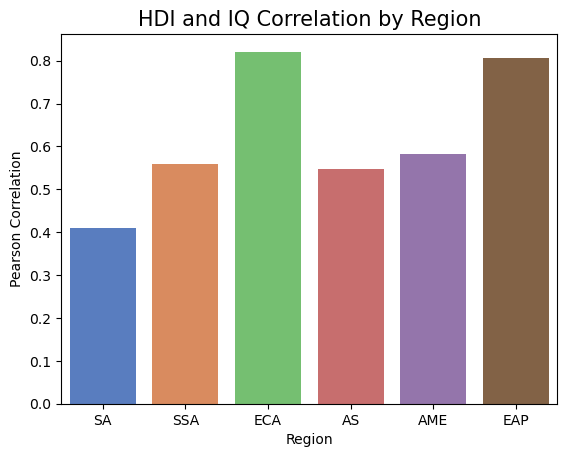 HDI and IQ Correlation by Region
0.8
0.7
0.6
0.5
0.4
0.3
0.2
0.1
0.0
Pearson Correlation
SA SSA ECA AS AME EAP
Region